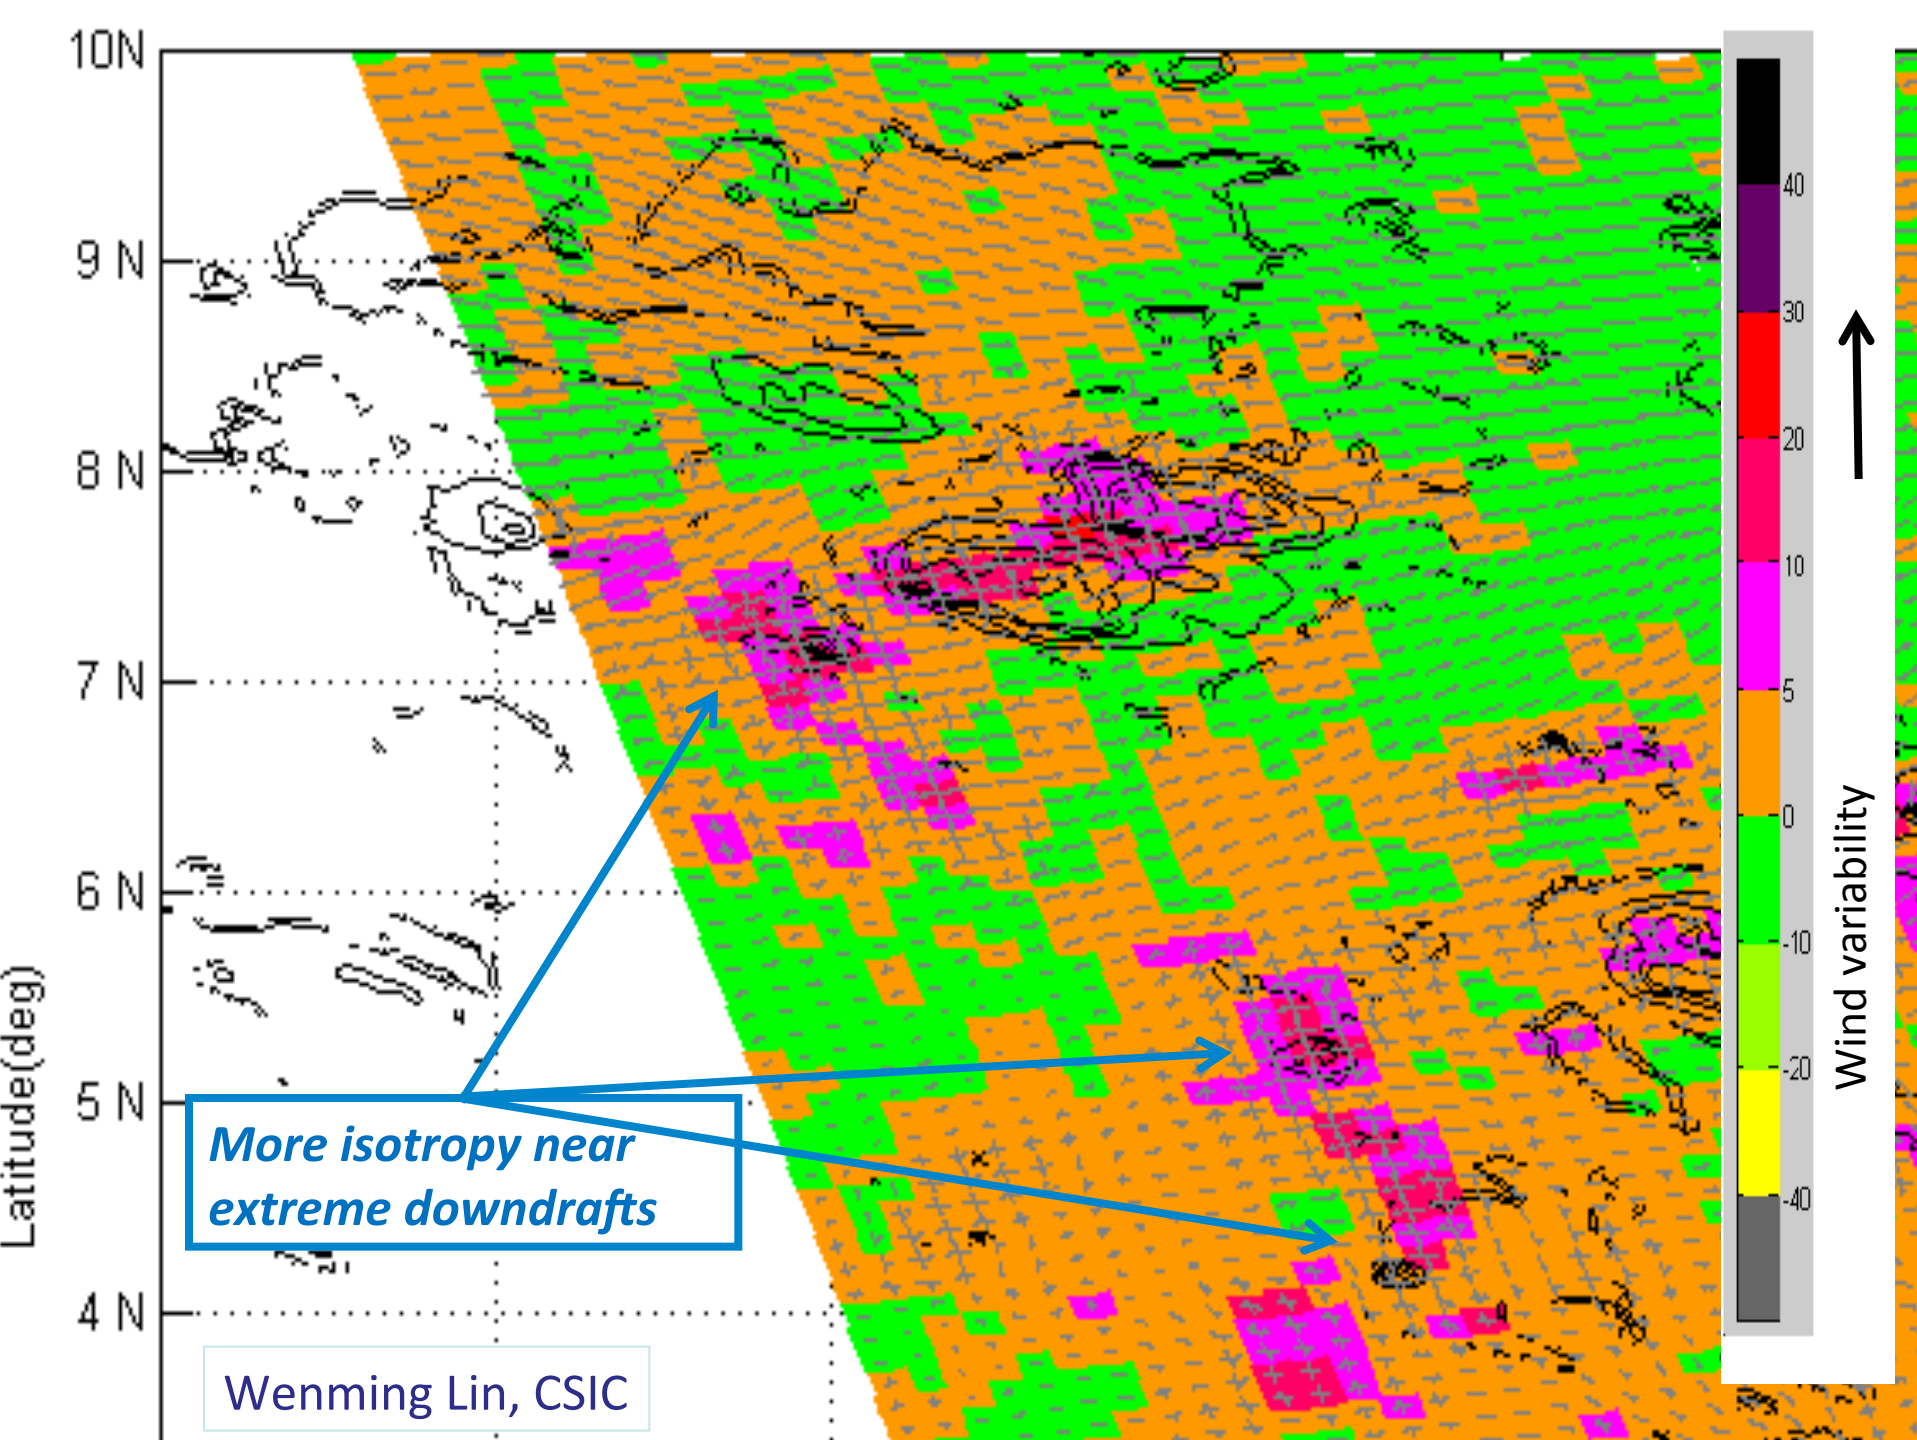 10N
9 N
8 N
7 N
6 N
5 N
4 N
Latitude(deg)
More isotropy near
extreme downdrafts
Wenming Lin, CSIC
40
30
20
10
5
0
-10
-20
-40
Wind variability